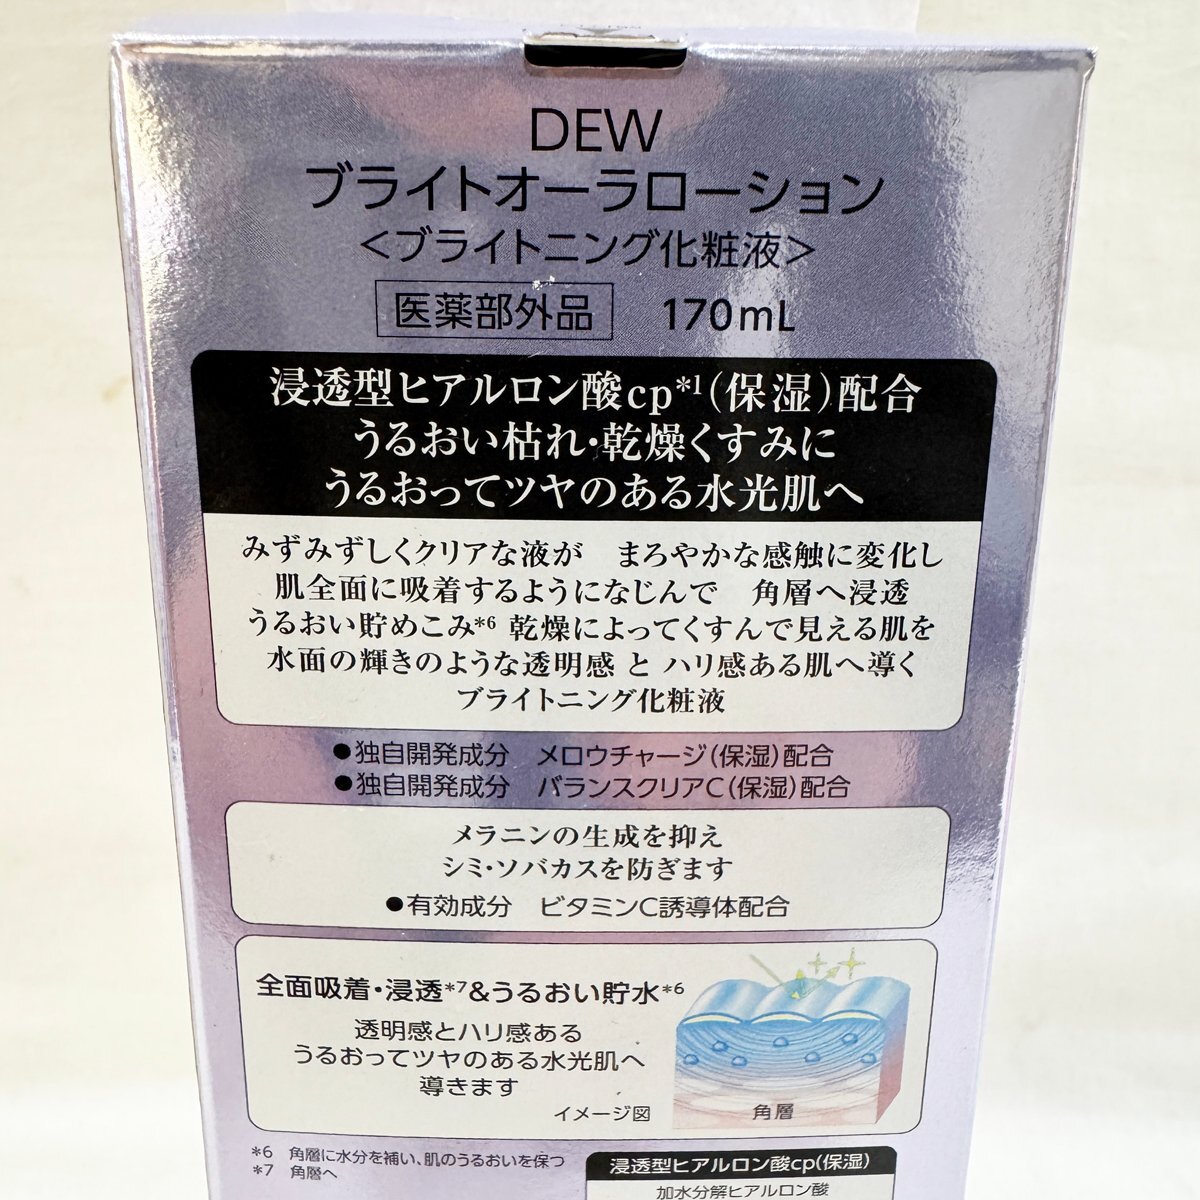 DEW
ブライトオーラローション
＜ブライトニング化粧液＞
医薬部外品 170mL
浸透型ヒアルロン酸cp*1(保湿)配合
うるおい枯れ・乾燥くすみに
うるおってツヤのある水光肌へ
みずみずしくクリアな液が まろやかな感触に変化し
肌全面に吸着するようになじんで 角層へ浸透
うるおい貯めこみ*6 乾燥によってくすんで見える肌を
水面の輝きのような透明感 と ハリ感ある肌へ導く
ブライトニング化粧液
●独自開発成分 メロウチャージ(保湿)配合
●独自開発成分 バランスクリアC(保湿)配合
メラニンの生成を抑え
シミ・ソバカスを防ぎます
●有効成分 ビタミンC誘導体配合
全面吸着・浸透*7&うるおい貯水*6
透明感とハリ感ある
うるおってツヤのある水光肌へ
導きます
イメージ図
角層
*6 角層に水分を補い、肌のうるおいを保つ
*7 角層へ
浸透型ヒアルロン酸cp(保湿)
加水分解ヒアルロン酸